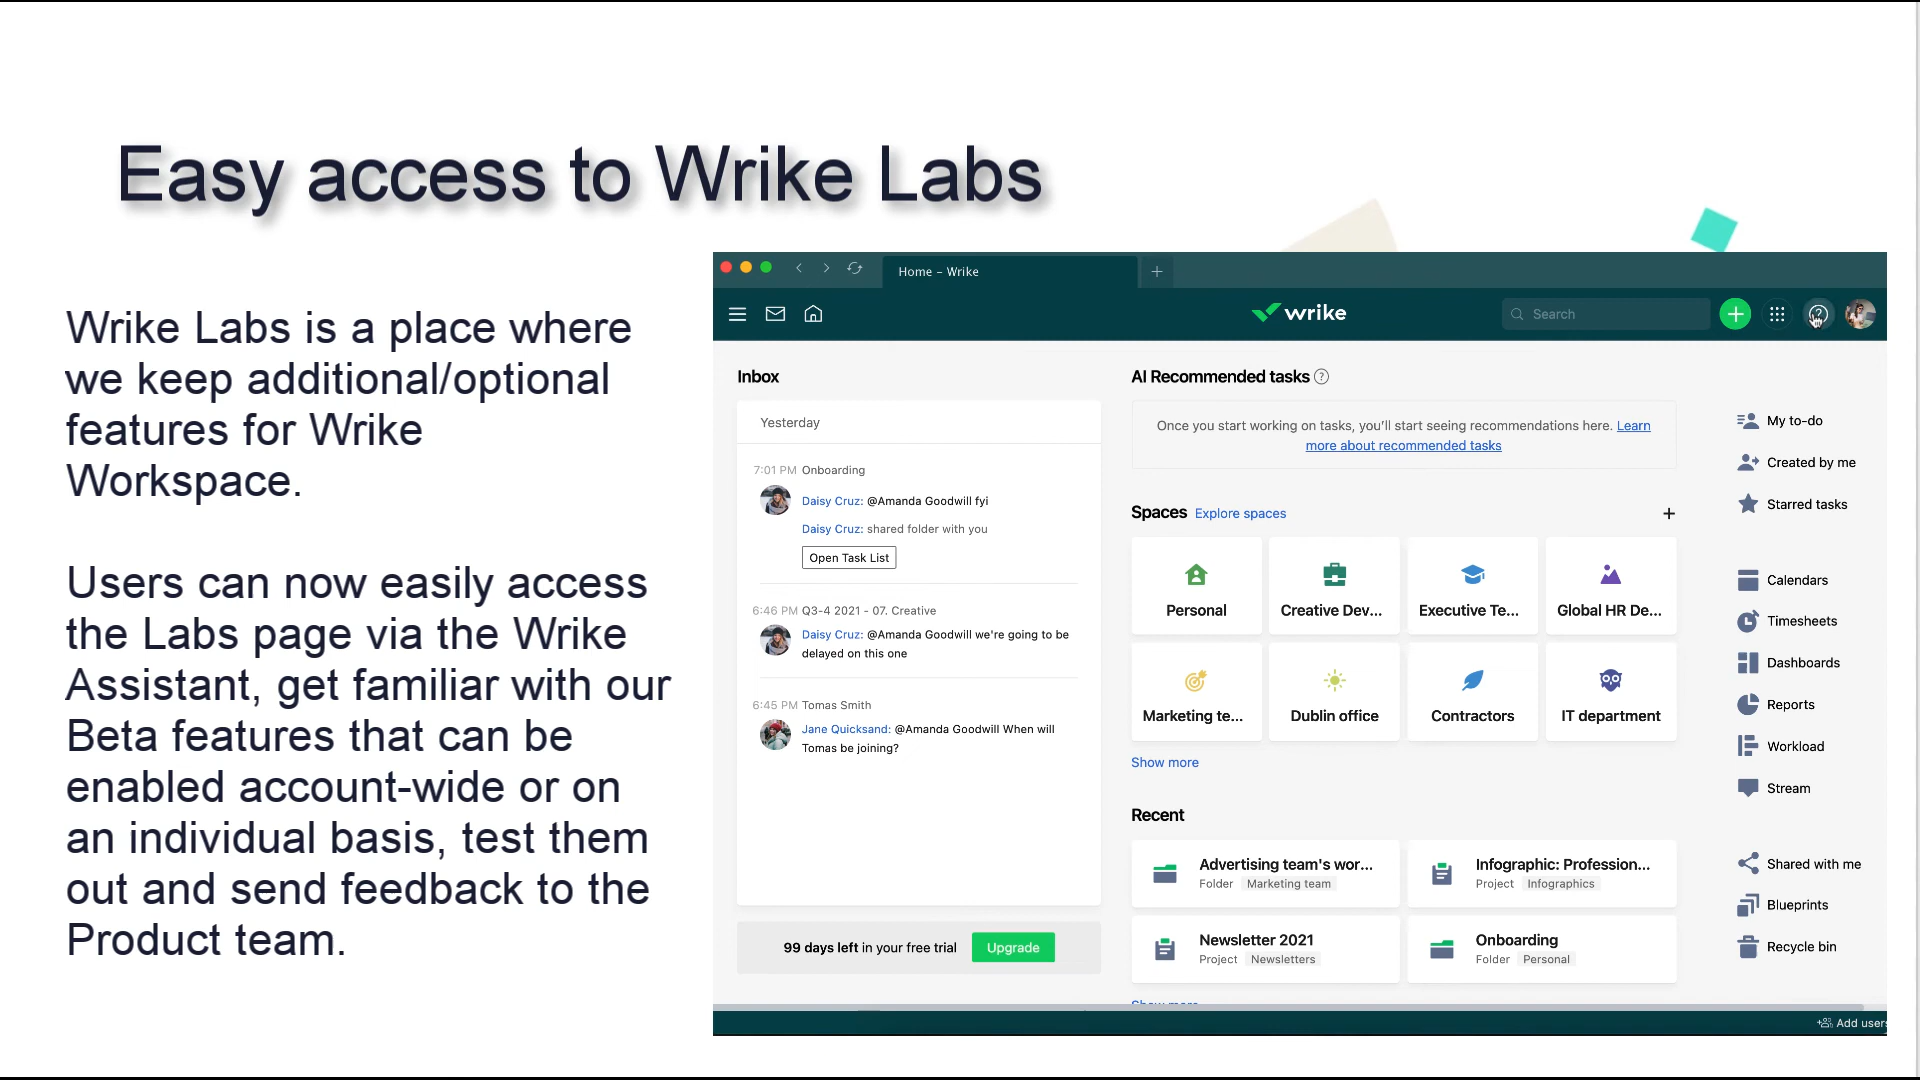 Easy access to Wrike Labs
Wrike Labs is a place where
we keep additional/optional
features for Wrike
Workspace.
Users can now easily access
the Labs page via the Wrike
Assistant, get familiar with our
Beta features that can be
enabled account-wide or on
an individual basis, test them
out and send feedback to the
Product team.
Home – Wrike
wrike
Search
Inbox
Yesterday
7:01 PM Onboarding
Daisy Cruz: @Amanda Goodwill fyi
Daisy Cruz: shared folder with you
Open Task List
6:46 PM Q3-4 2021 - 07. Creative
Daisy Cruz: @Amanda Goodwill we're going to be
delayed on this one
6:45 PM Tomas Smith
Jane Quicksand: @Amanda Goodwill When will
Tomas be joining?
99 days left in your free trial
Upgrade
AI Recommended tasks ?
Once you start working on tasks, you'll start seeing recommendations here. Learn
more about recommended tasks
Spaces Explore spaces
Personal
Creative Dev...
Executive Te...
Global HR De...
Marketing te...
Dublin office
Contractors
IT department
Show more
Recent
Advertising team's wor...
Folder Marketing team
Infographic: Profession...
Project Infographics
Newsletter 2021
Project Newsletters
Onboarding
Folder Personal
Show more
My to-do
Created by me
Starred tasks
Calendars
Timesheets
Dashboards
Reports
Workload
Stream
Shared with me
Blueprints
Recycle bin
Add users